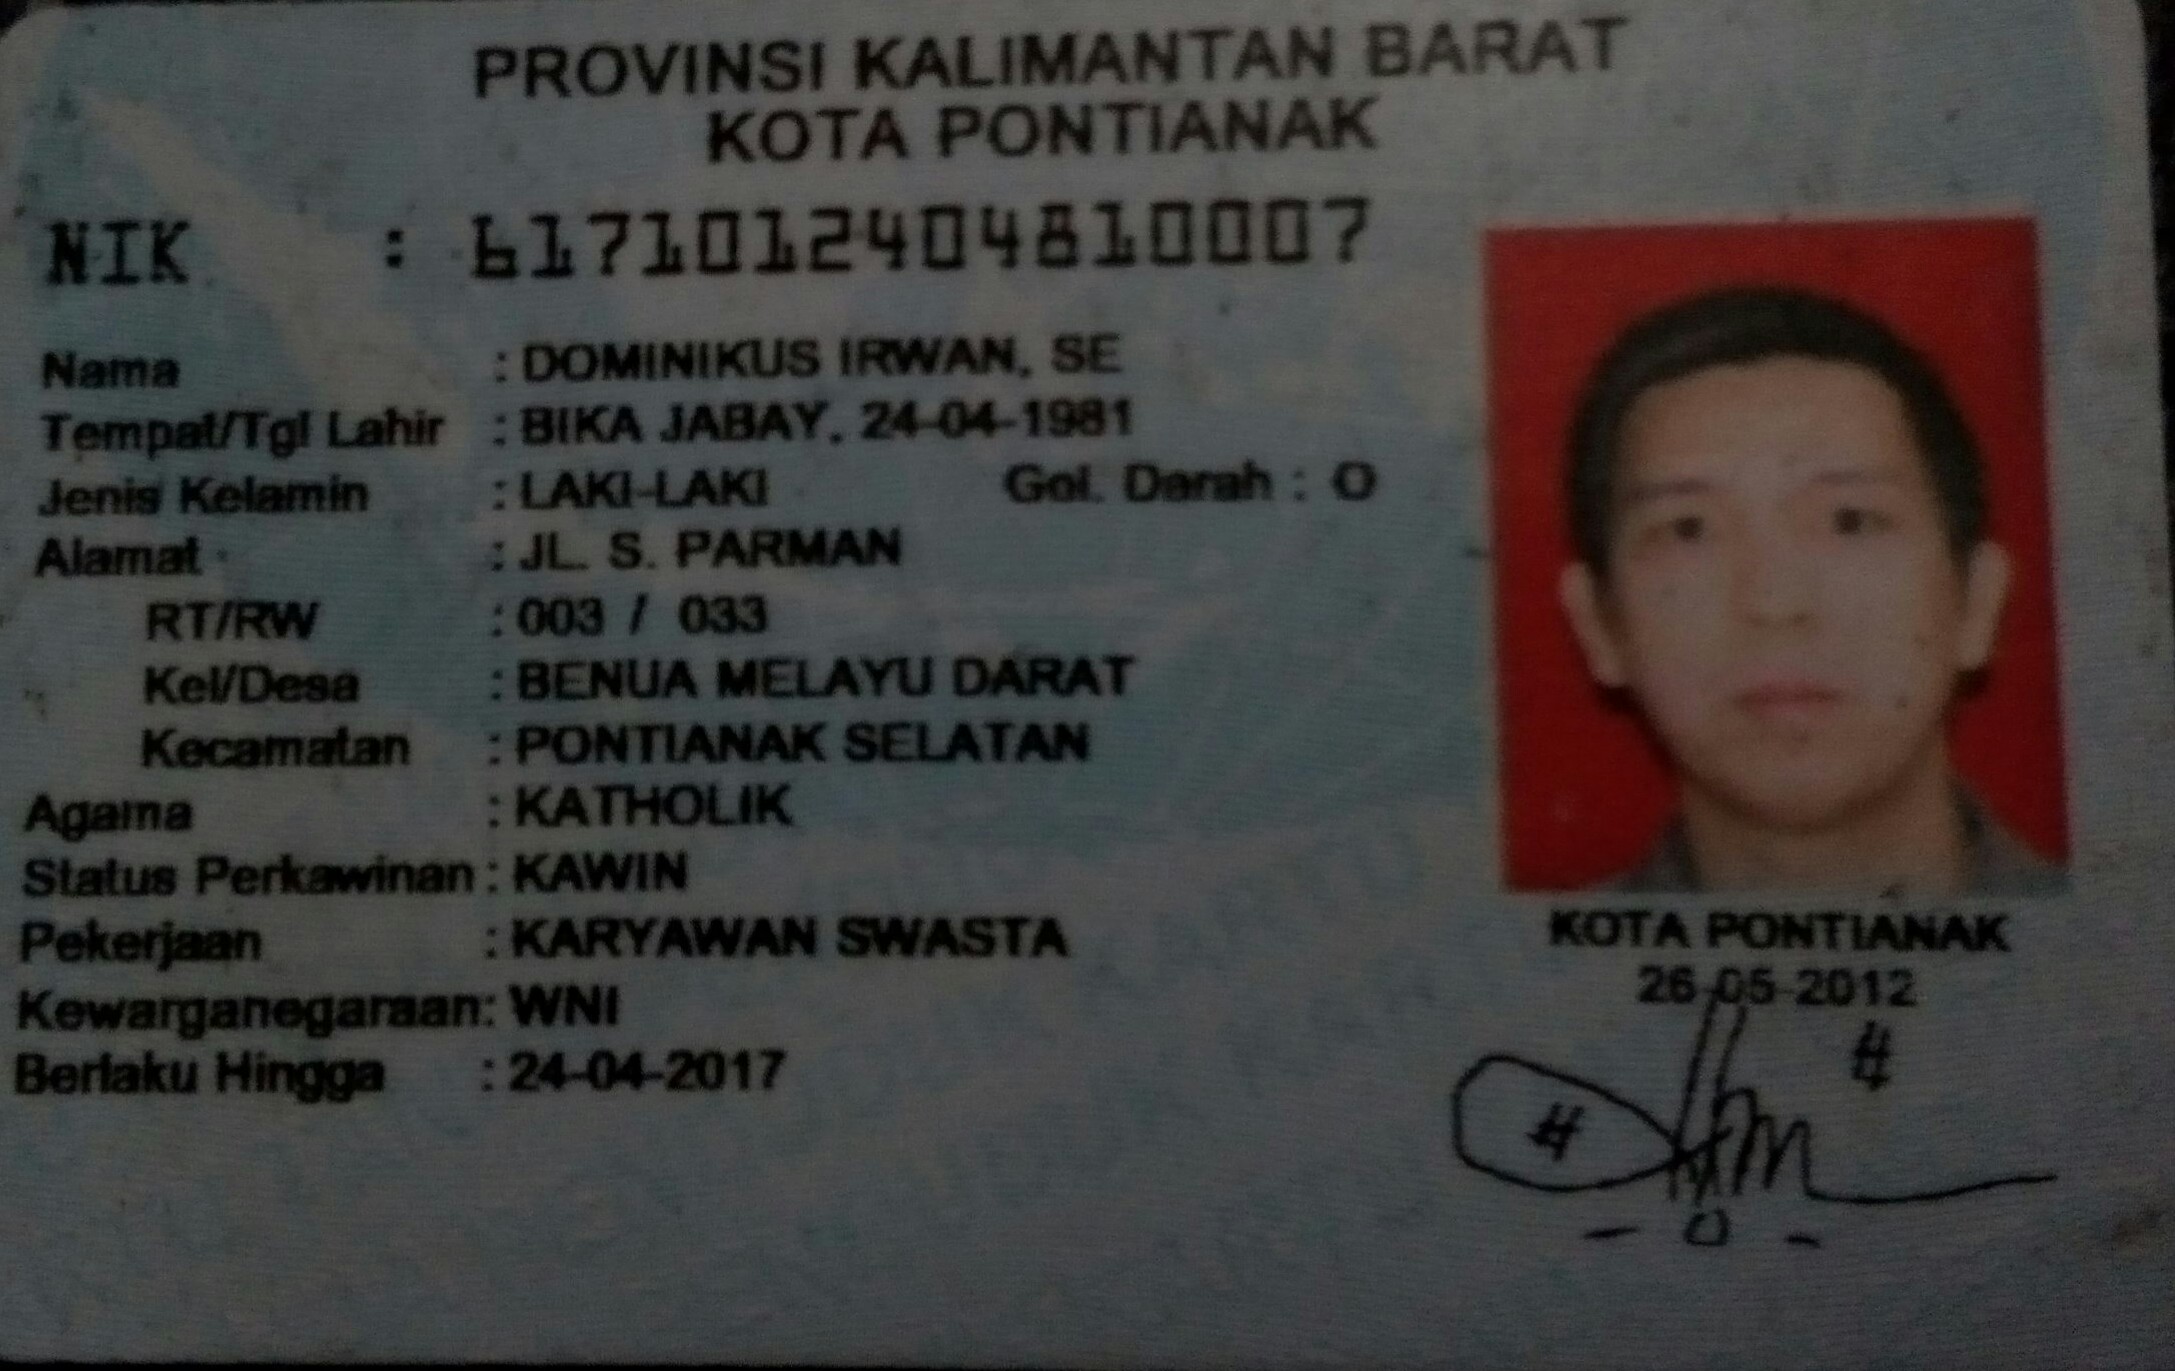 PROVINSI KALIMANTAN BARAT
KOTA PONTIANAK
NIK : 6171012404810007
Nama : DOMINIKUS IRWAN, SE
Tempat/Tgl Lahir : BIKA JABAY, 24-04-1981
Jenis Kelamin : LAKI-LAKI Gol. Darah : O
Alamat : JL. S. PARMAN
RT/RW : 003 / 033
Kel/Desa : BENUA MELAYU DARAT
Kecamatan : PONTIANAK SELATAN
Agama : KATHOLIK
Status Perkawinan : KAWIN
Pekerjaan : KARYAWAN SWASTA
Kewarganegaraan: WNI
Berlaku Hingga : 24-04-2017
KOTA PONTIANAK
26-05-2012